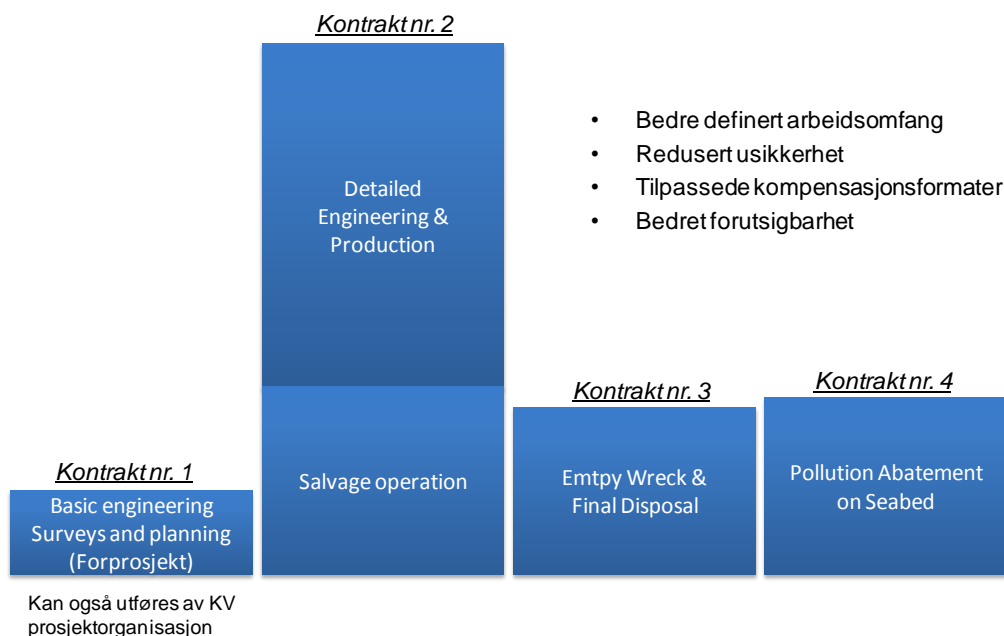 Kontrakt nr. 2
Detailed
Engineering &
Production
Salvage operation
• Bedre definert arbeidsomfang
• Redusert usikkerhet
• Tilpassede kompensasjonsformater
• Bedret forutsigbarhet
Kontrakt nr. 1
Basic engineering
Surveys and planning
(Forprosjekt)
Kan også utføres av KV
prosjektorganisasjon
Kontrakt nr. 3
Emtpy Wreck &
Final Disposal
Kontrakt nr. 4
Pollution Abatement
on Seabed